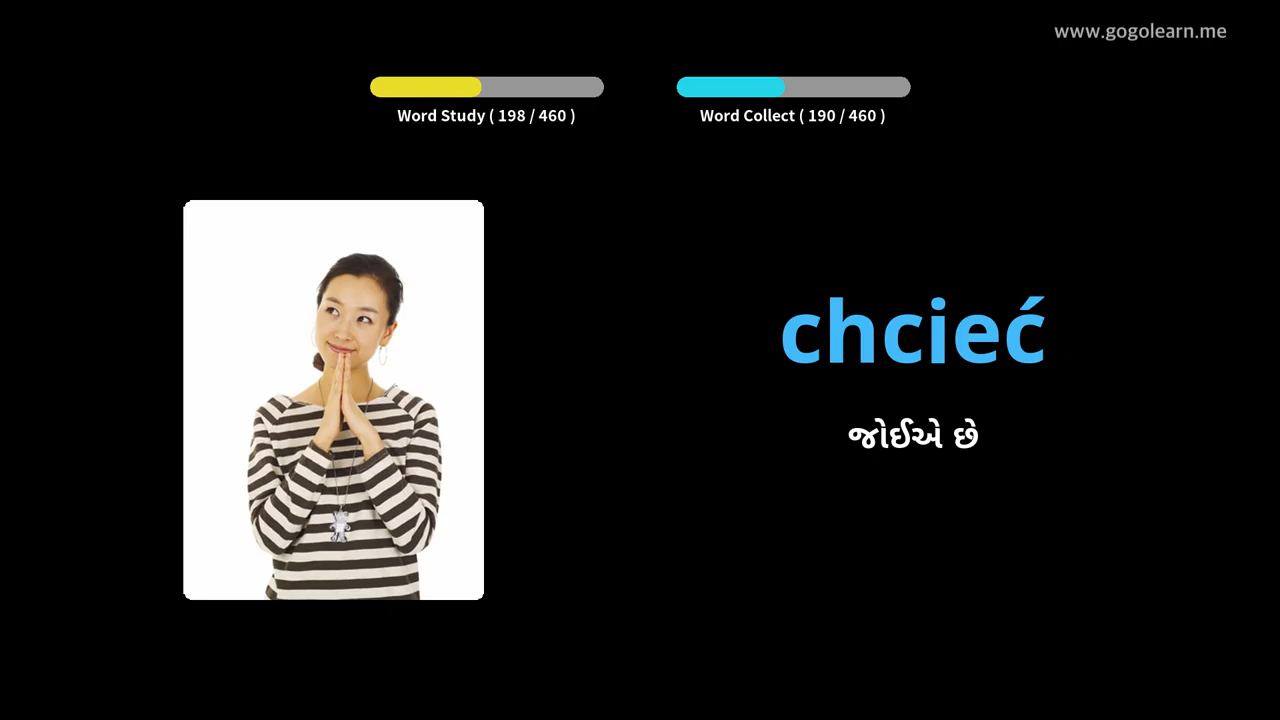 www.gogolearn.me
Word Study ( 198 / 460 )
Word Collect ( 190 / 460 )
chcieć
જોઈએ છે